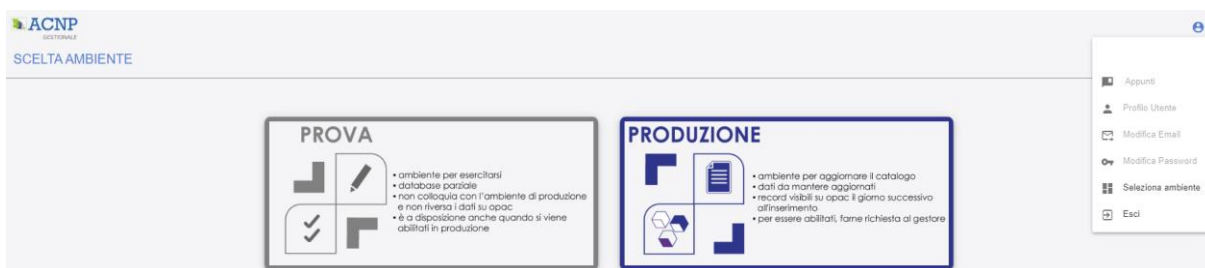 ACNP
GESTIONALE
SCELTA AMBIENTE
PROVA
• ambiente per esercitarsi
• database parziale
• non colloquia con l'ambiente di produzione
e non riversa i dati su opac
• è a disposizione anche quando si viene
abilitati in produzione
PRODUZIONE
• ambiente per aggiornare il catalogo
• dati da mantere aggiornati
• record visibili su opac il giorno successivo
all'inserimento
• per essere abilitati, farne richiesta al gestore
Appunti
Profilo Utente
Modifica Email
Modifica Password
Seleziona ambiente
Esci